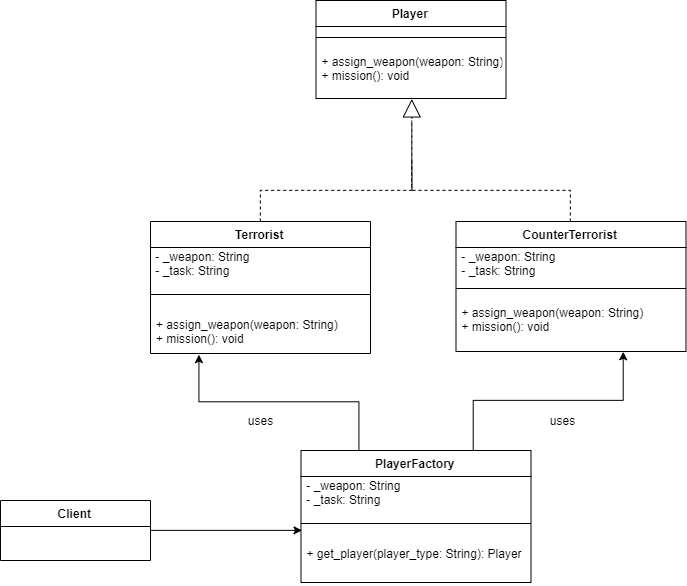 Player
+ assign_weapon(weapon: String)
+ mission(): void
Terrorist
- _weapon: String
- _task: String
+ assign_weapon(weapon: String)
+ mission(): void
CounterTerrorist
- _weapon: String
- _task: String
+ assign_weapon(weapon: String)
+ mission(): void
uses
uses
PlayerFactory
- _weapon: String
- _task: String
+ get_player(player_type: String): Player
Client